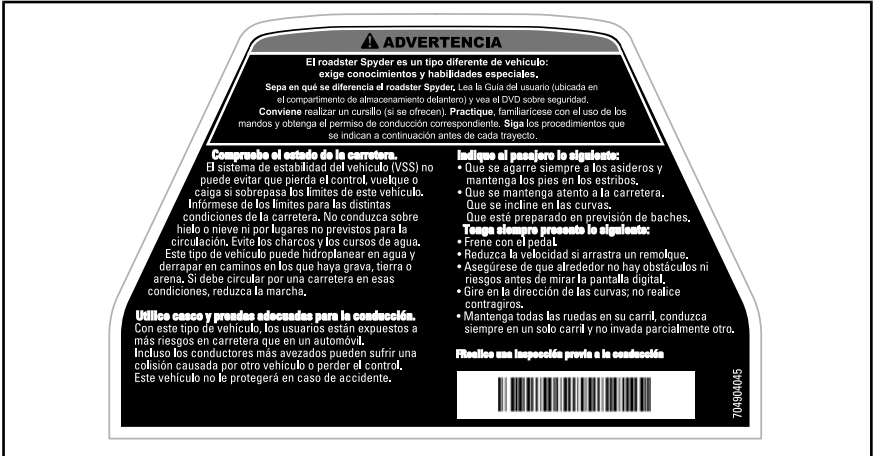 ADVERTENCIA
El roadster Spyder es un tipo diferente de vehículo:
exige conocimientos y habilidades especiales.
Sepa en qué se diferencia el roadster Spyder. Lea la Guía del usuario (ubicada en
el compartimento de almacenamiento delantero) y vea el DVD sobre seguridad.
Conviene realizar un cursillo (si se ofrecen). Practique, familiarícese con el uso de los
mandos y obtenga el permiso de conducción correspondiente. Siga los procedimientos que
se indican a continuación antes de cada trayecto.
Compruebe el estado de la carretera.
El sistema de estabilidad del vehículo (VSS) no
puede evitar que pierda el control, vuelque o
caiga si sobrepasa los límites de este vehículo.
Infórmese de los límites para las distintas
condiciones de la carretera. No conduzca sobre
hielo o nieve ni por lugares no previstos para la
circulación. Evite los charcos y los cursos de agua.
Este tipo de vehículo puede hidroplanear en agua y
derrapar en caminos en los que haya grava, tierra o
arena. Si debe circular por una carretera en esas
condiciones, reduzca la marcha.
Utilice casco y prendas adecuadas para la conducción.
Con este tipo de vehículo, los usuarios están expuestos a
más riesgos en carretera que en un automóvil.
Incluso los conductores más avezados pueden sufrir una
colisión causada por otro vehículo o perder el control.
Este vehículo no le protegerá en caso de accidente.
Indique al pasajero lo siguiente:
• Que se agarre siempre a los asideros y
mantenga los pies en los estribos.
• Que se mantenga atento a la carretera.
Que se incline en las curvas.
Que esté preparado en previsión de baches.
Tenga siempre presente lo siguiente:
• Frene con el pedal.
• Reduzca la velocidad si arrastra un remolque.
• Asegúrese de que alrededor no hay obstáculos ni
riesgos antes de mirar la pantalla digital.
• Gire en la dirección de las curvas; no realice
contragiros.
• Mantenga todas las ruedas en su carril, conduzca
siempre en un solo carril y no invada parcialmente otro.
FRealice una inspección previa a la conducción
704904045